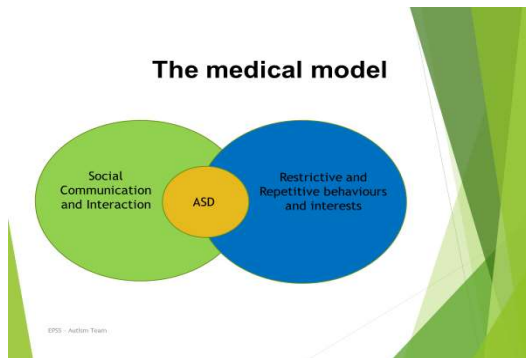 The medical model
Social
Communication
and Interaction
ASD
Restrictive and
Repetitive behaviours
and interests
EPSS - Autism Team